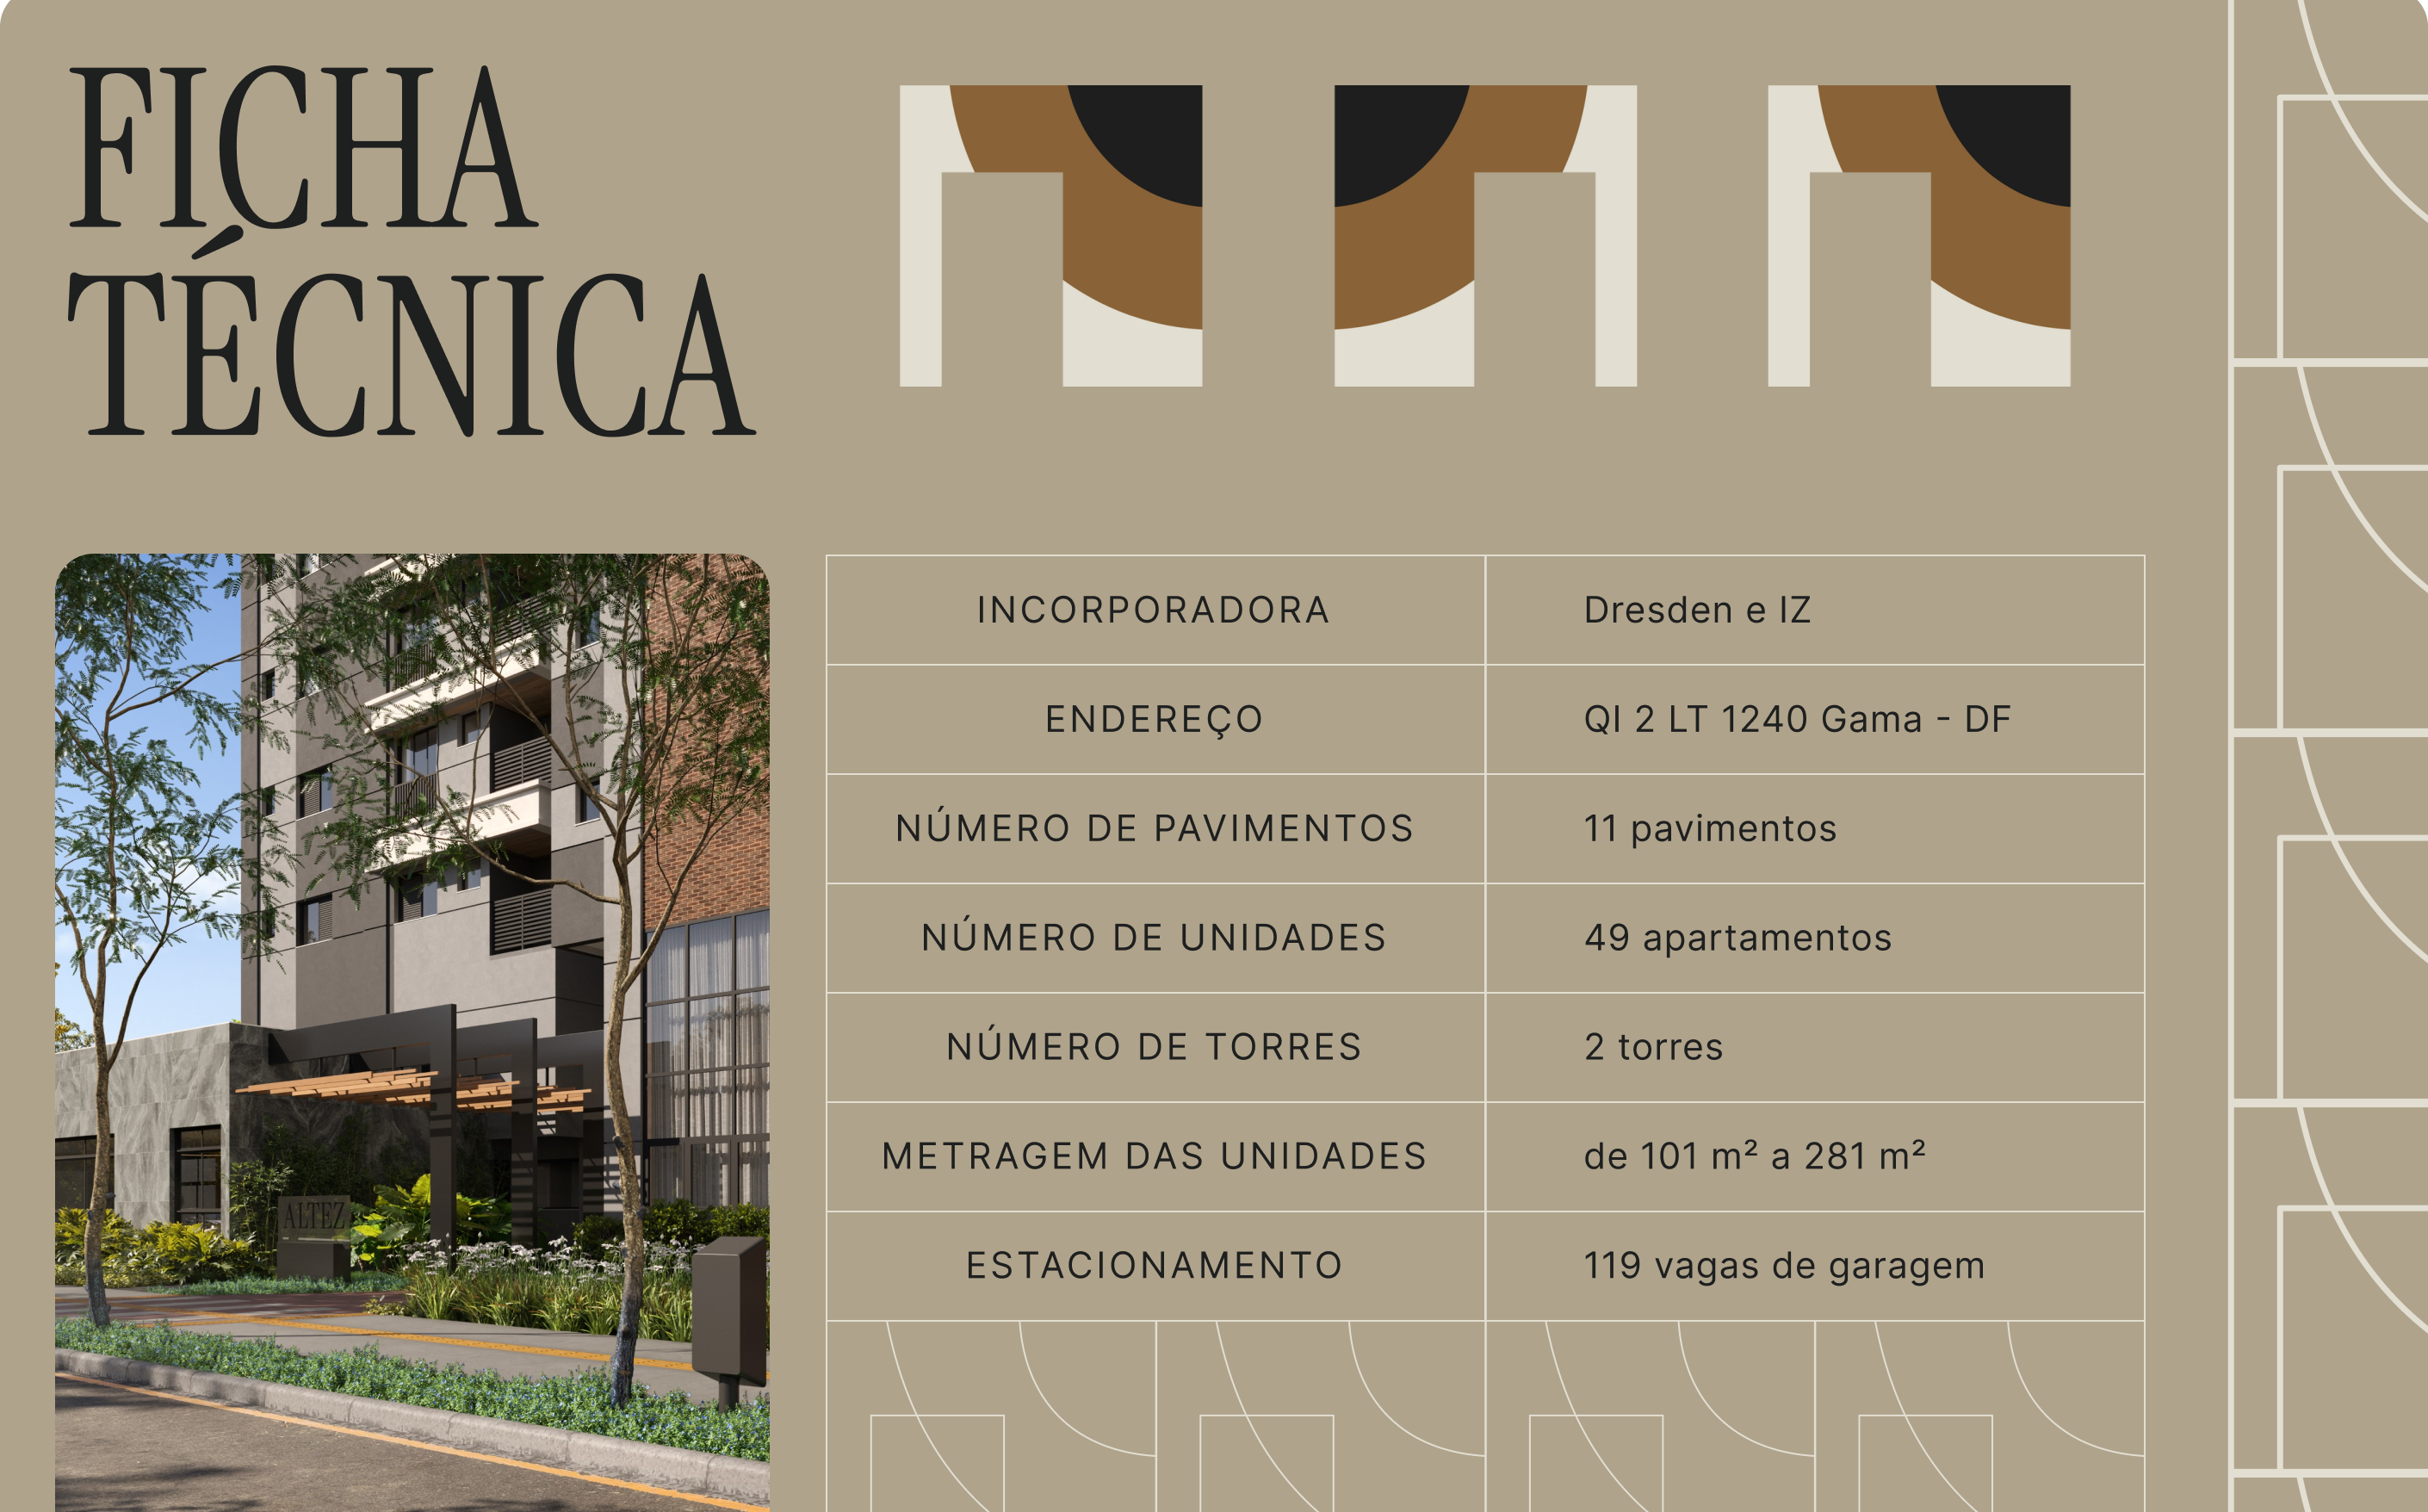 FICHA
TÉCNICA
INCORPORADORA
Dresden e IZ
ENDEREÇO
QI 2 LT 1240 Gama - DF
NÚMERO DE PAVIMENTOS
11 pavimentos
NÚMERO DE UNIDADES
49 apartamentos
NÚMERO DE TORRES
2 torres
METRAGEM DAS UNIDADES
de 101 m² a 281 m²
ESTACIONAMENTO
119 vagas de garagem
ALTEZ